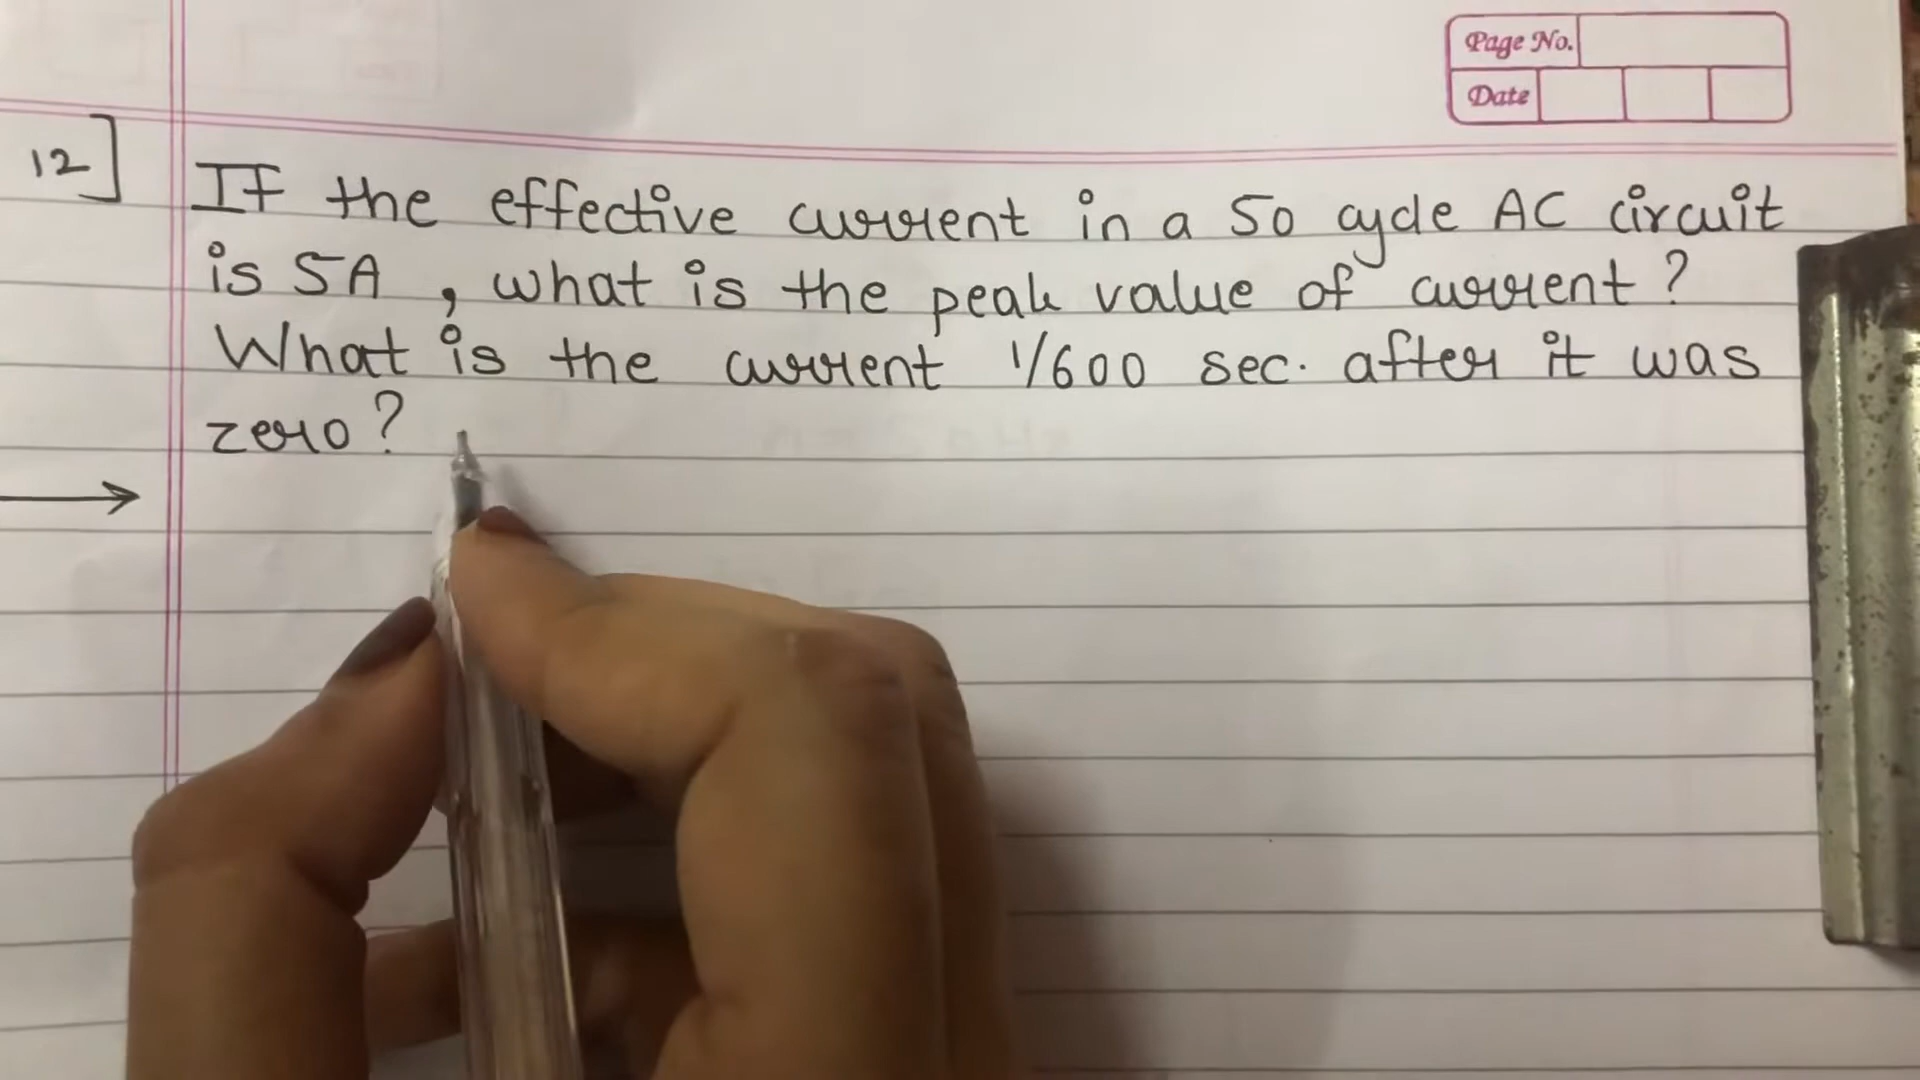 Page No.
Date
12] If the effective current in a 50 cycle AC circuit
is 5A, what is the peak value of current?
What is the current 1/600 sec. after it was
zero?